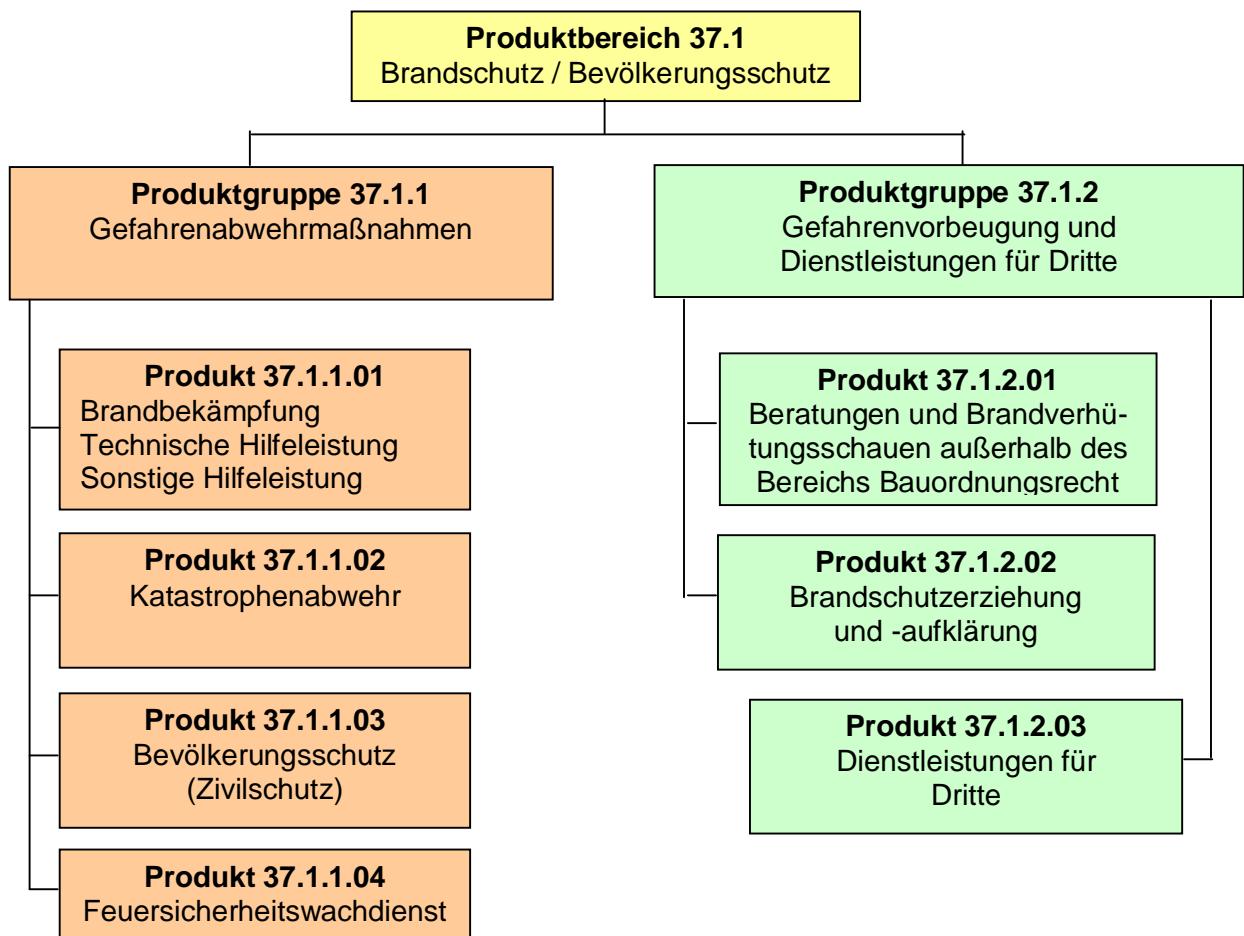 Produktbereich 37.1
Brandschutz / Bevölkerungsschutz
Produktgruppe 37.1.1
Gefahrenabwehrmaßnahmen
Produkt 37.1.1.01
Brandbekämpfung
Technische Hilfeleistung
Sonstige Hilfeleistung
Produkt 37.1.1.02
Katastrophenabwehr
Produkt 37.1.1.03
Bevölkerungsschutz
(Zivilschutz)
Produkt 37.1.1.04
Feuersicherheitswachdienst
Produktgruppe 37.1.2
Gefahrenvorbeugung und
Dienstleistungen für Dritte
Produkt 37.1.2.01
Beratungen und Brandverhü-
tungsschauen außerhalb des
Bereichs Bauordnungsrecht
Produkt 37.1.2.02
Brandschutzerziehung
und -aufklärung
Produkt 37.1.2.03
Dienstleistungen für
Dritte